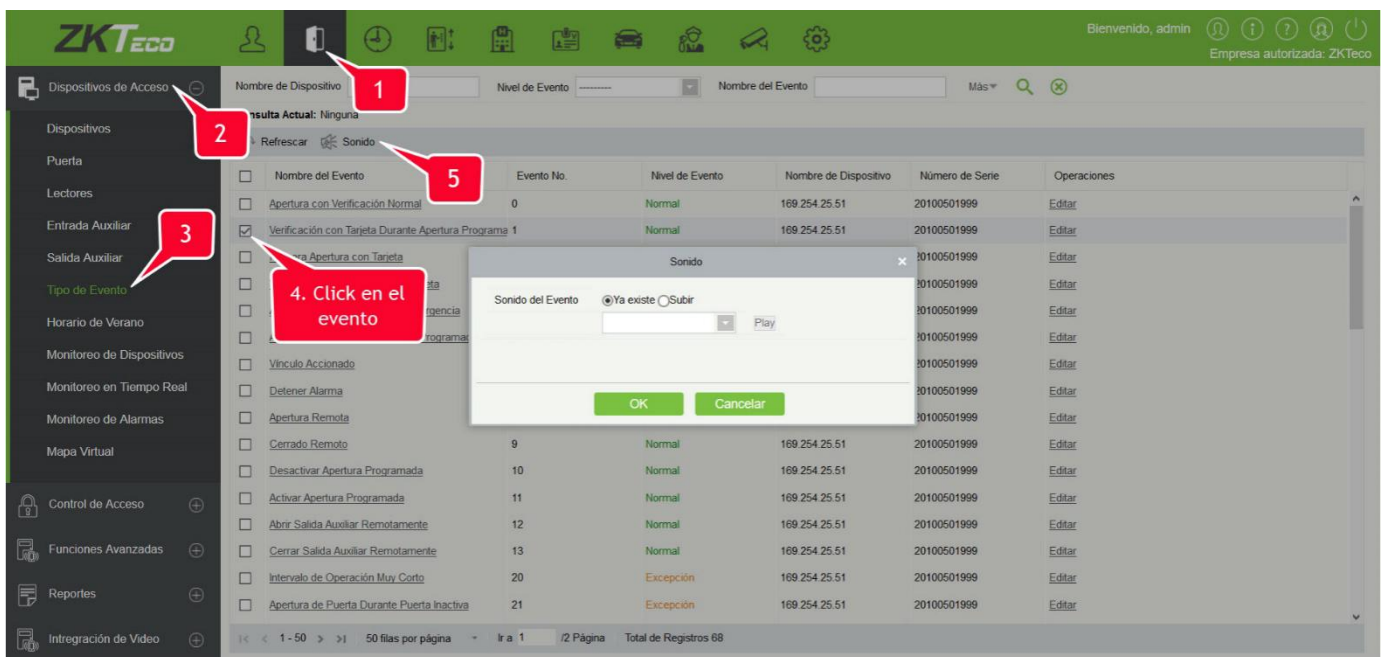 ZKTeco
Bienvenido, admin
Empresa autorizada: ZKTeco
1
Dispositivos de Acceso
2
Dispositivos
Puerta
Lectores
Entrada Auxiliar
3
Salida Auxiliar
Tipo de Evento
Horario de Verano
Monitoreo de Dispositivos
Monitoreo en Tiempo Real
Monitoreo de Alarmas
Mapa Virtual
Control de Acceso
Funciones Avanzadas
Reportes
Intregración de Video
Nombre de Dispositivo Nivel de Evento --------- Nombre del Evento Más
nsulta Actual: Ninguna
Refrescar Sonido
5
Nombre del Evento Evento No. Nivel de Evento Nombre de Dispositivo Número de Serie Operaciones
Apertura con Verificación Normal 0 Normal 169.254.25.51 20100501999 Editar
Verificación con Tarjeta Durante Apertura Programa 1 Normal 169.254.25.51 20100501999 Editar
era Apertura con Tarjeta 20100501999 Editar
eta 20100501999 Editar
rgencia 20100501999 Editar
rogramad 20100501999 Editar
4. Click en el
evento
Vinculo Accionado 20100501999 Editar
Detener Alarma 20100501999 Editar
Apertura Remota 20100501999 Editar
Sonido
Sonido del Evento Ya existe Subir
Play
OK Cancelar
Cerrado Remoto 9 Normal 169.254.25.51 20100501999 Editar
Desactivar Apertura Programada 10 Normal 169.254.25.51 20100501999 Editar
Activar Apertura Programada 11 Normal 169.254.25.51 20100501999 Editar
Abrir Salida Auxiliar Remotamente 12 Normal 169.254.25.51 20100501999 Editar
Cerrar Salida Auxiliar Remotamente 13 Normal 169.254.25.51 20100501999 Editar
Intervalo de Operación Muy Corto 20 Excepción 169.254.25.51 20100501999 Editar
Apertura de Puerta Durante Puerta Inactiva 21 Excepción 169.254.25.51 20100501999 Editar
1 - 50 50 filas por página Ir a 1 /2 Página Total de Registros 68